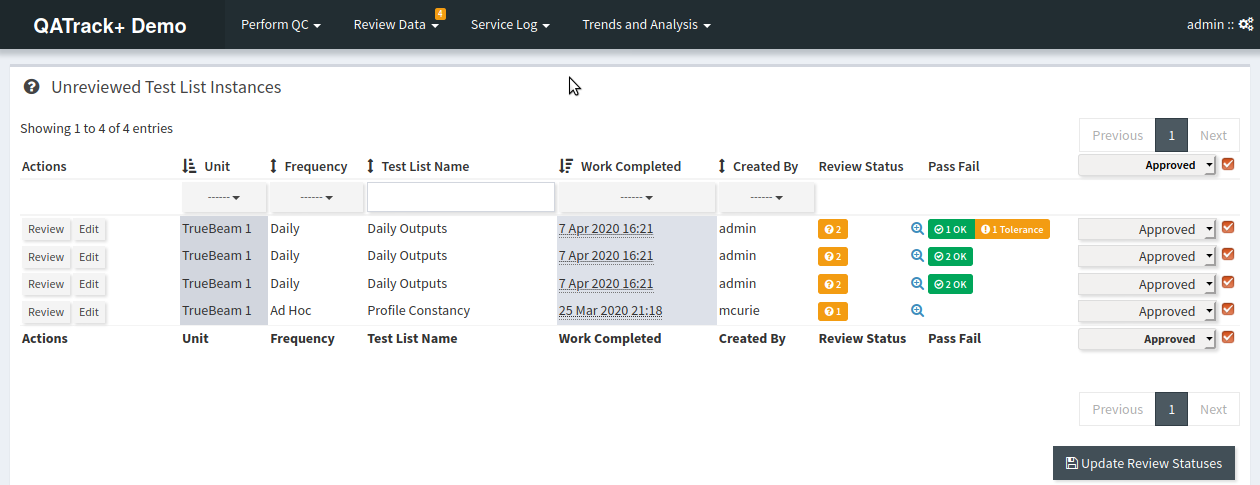 QATrack+ Demo Perform QC Review Data 4 Service Log Trends and Analysis admin ::
Unreviewed Test List Instances
Showing 1 to 4 of 4 entries
Previous 1 Next
Actions Unit Frequency Test List Name Work Completed Created By Review Status Pass Fail Approved
------ ------ ------ ------
Review Edit TrueBeam 1 Daily Daily Outputs 7 Apr 2020 16:21 admin 2 1 OK 1 Tolerance Approved
Review Edit TrueBeam 1 Daily Daily Outputs 7 Apr 2020 16:21 admin 2 2 OK Approved
Review Edit TrueBeam 1 Daily Daily Outputs 7 Apr 2020 16:21 admin 2 2 OK Approved
Review Edit TrueBeam 1 Ad Hoc Profile Constancy 25 Mar 2020 21:18 mcurie 1 Approved
Actions Unit Frequency Test List Name Work Completed Created By Review Status Pass Fail Approved
Previous 1 Next
Update Review Statuses